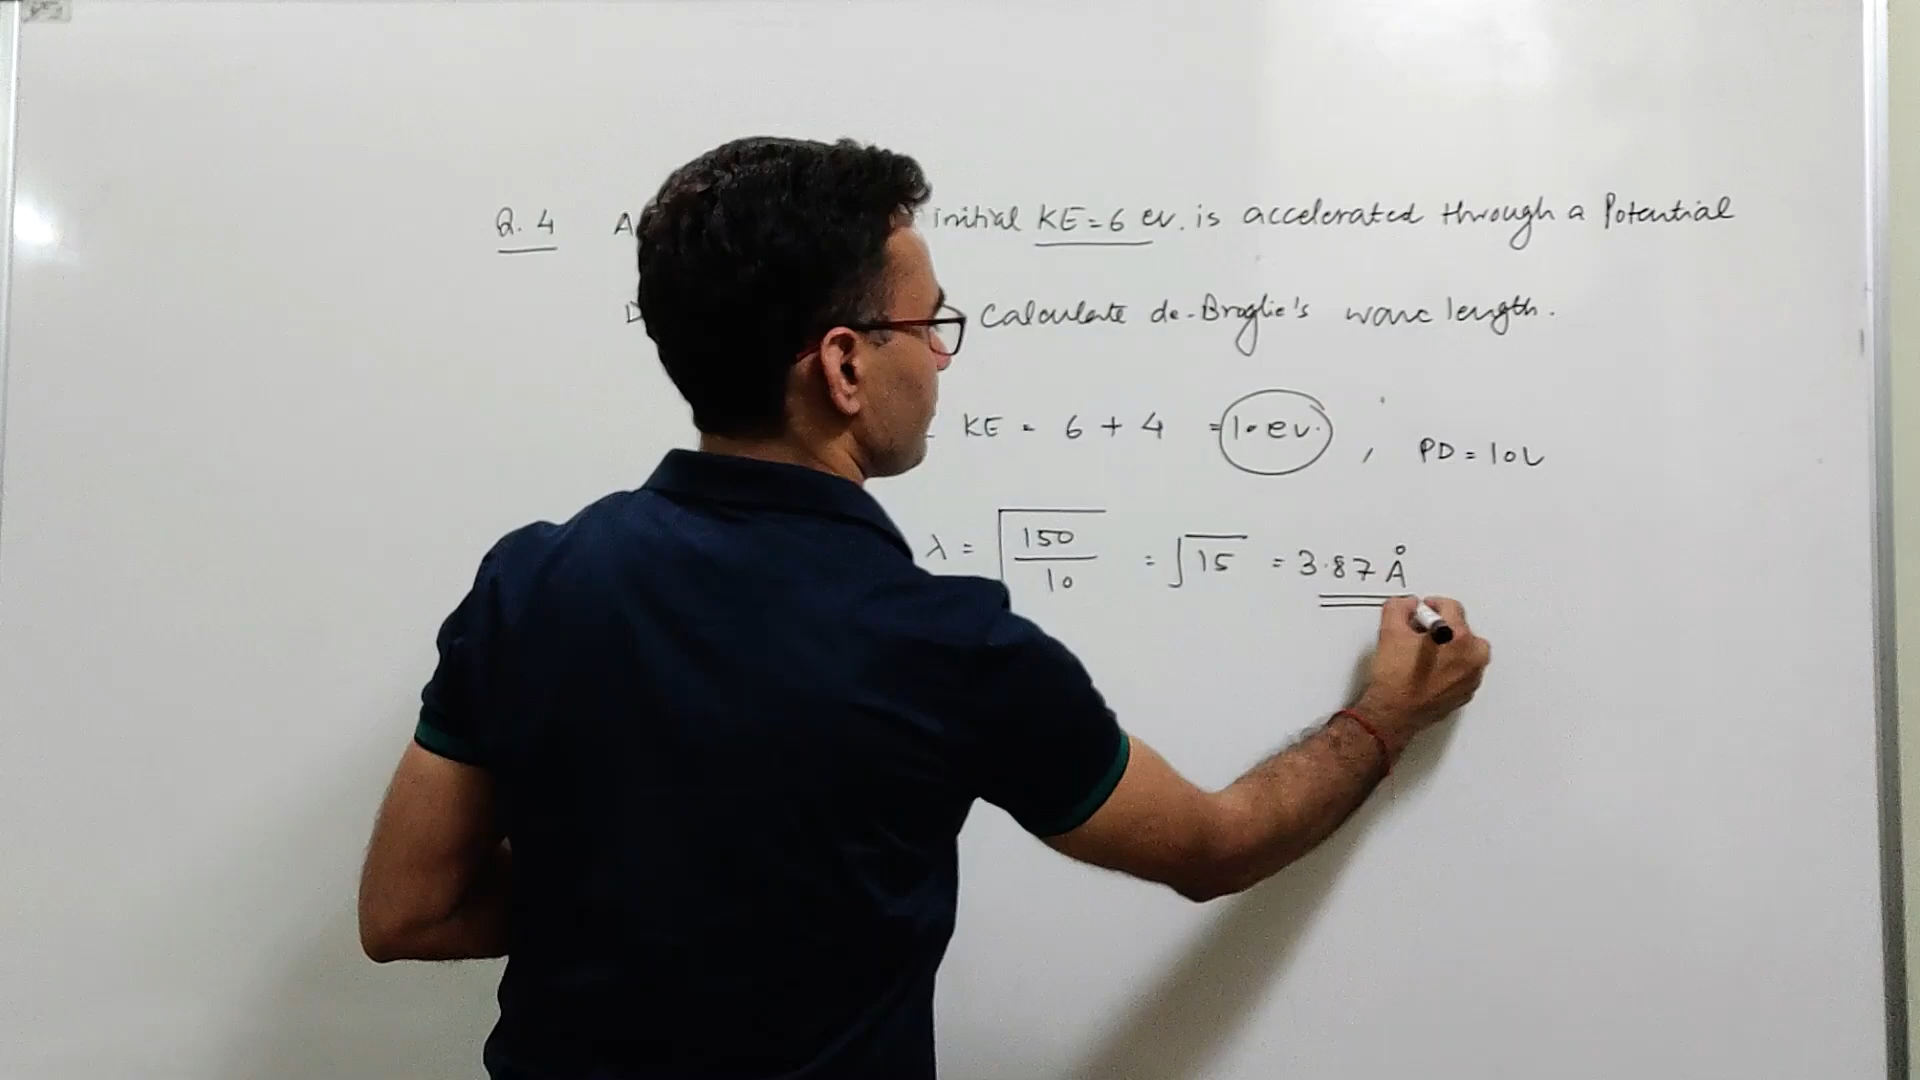 Q. 4 A initial KE = 6 ev. is accelerated through a Potential
D calculate de-Broglie's wave length.
KE = 6 + 4 = 10 ev. , PD = 10V
λ = √(150/10) = √15 = 3.87 Å